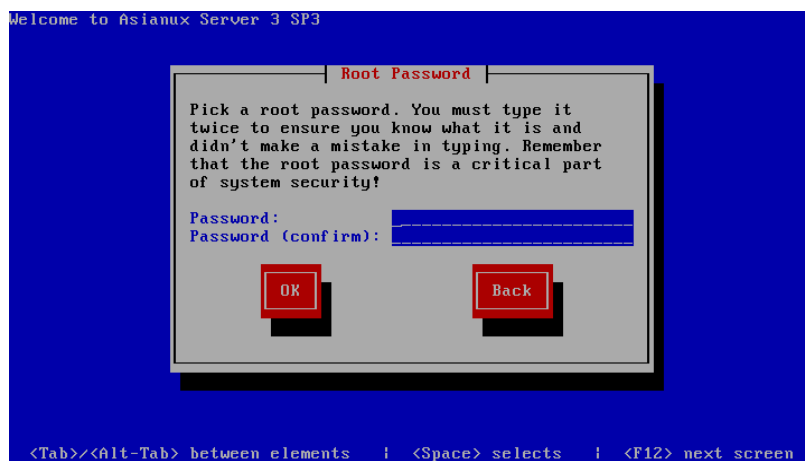 Welcome to Asianux Server 3 SP3
Root Password
Pick a root password. You must type it
twice to ensure you know what it is and
didn't make a mistake in typing. Remember
that the root password is a critical part
of system security!
Password:
Password (confirm):
OK Back
<Tab>/<Alt-Tab> between elements | <Space> selects | <F12> next screen